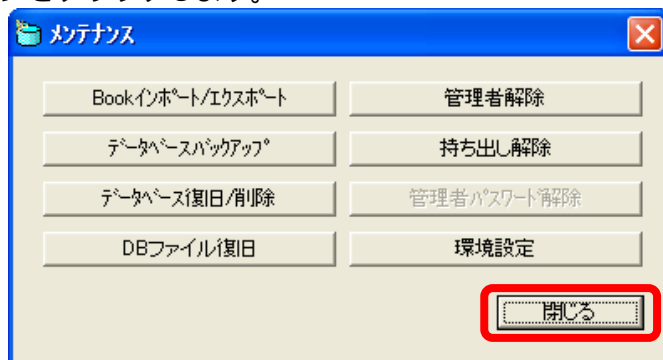 メンテナンス
Bookｲﾝﾎﾟｰﾄ/ｴｸｽﾎﾟｰﾄ
管理者解除
ﾃﾞｰﾀﾍﾞｰｽﾊﾞｯｸｱｯﾌﾟ
持ち出し解除
ﾃﾞｰﾀﾍﾞｰｽ復旧/削除
管理者ﾊﾟｽﾜｰﾄﾞ解除
DBファイル復旧
環境設定
閉じる